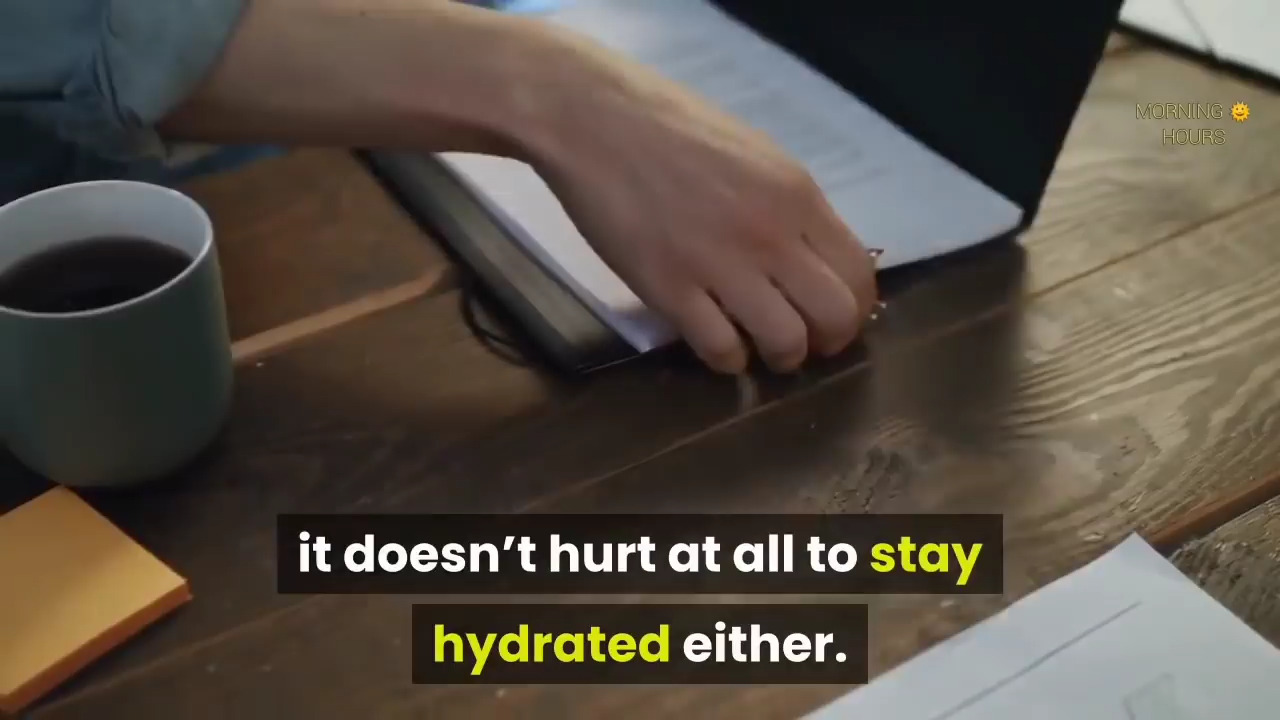 MORNING 🌞
HOURS
it doesn’t hurt at all to stay
hydrated either.